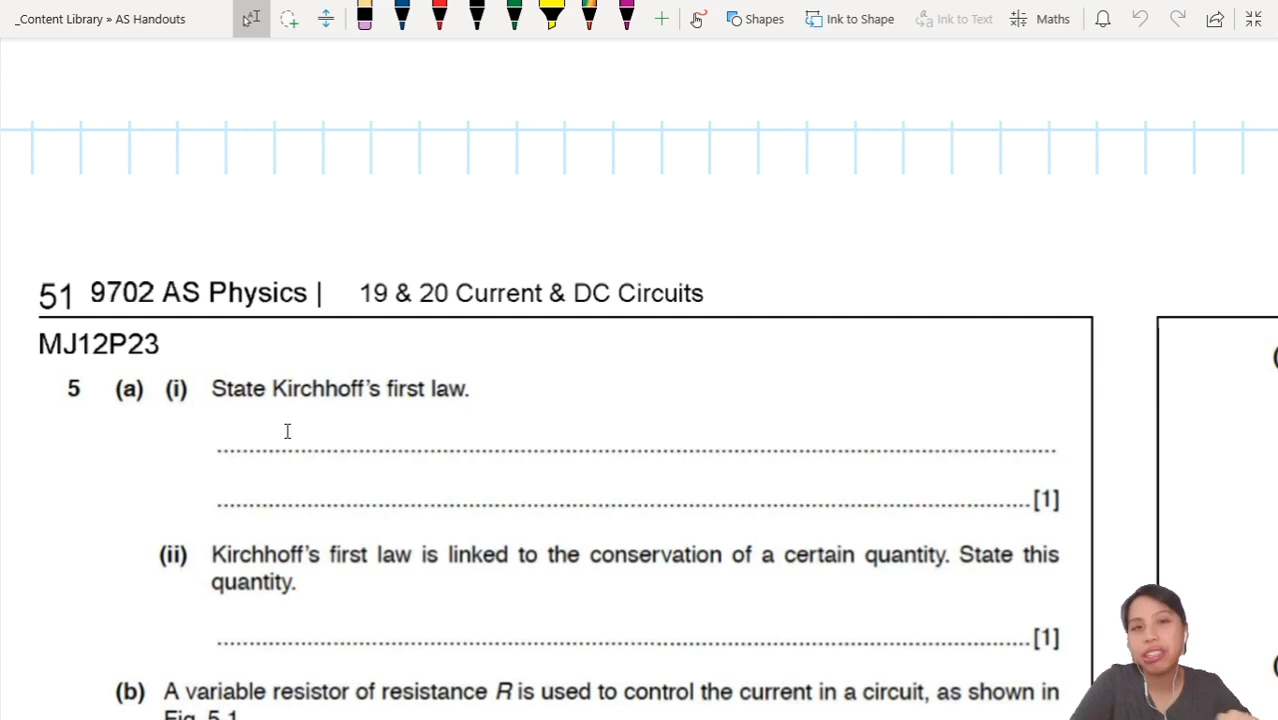 _Content Library » AS Handouts
Shapes
Ink to Shape
Ink to Text
Maths
51 9702 AS Physics | 19 & 20 Current & DC Circuits
MJ12P23
5 (a) (i) State Kirchhoff's first law.
[1]
(ii) Kirchhoff's first law is linked to the conservation of a certain quantity. State this
quantity.
[1]
(b) A variable resistor of resistance R is used to control the current in a circuit, as shown in
Fig. 5.1